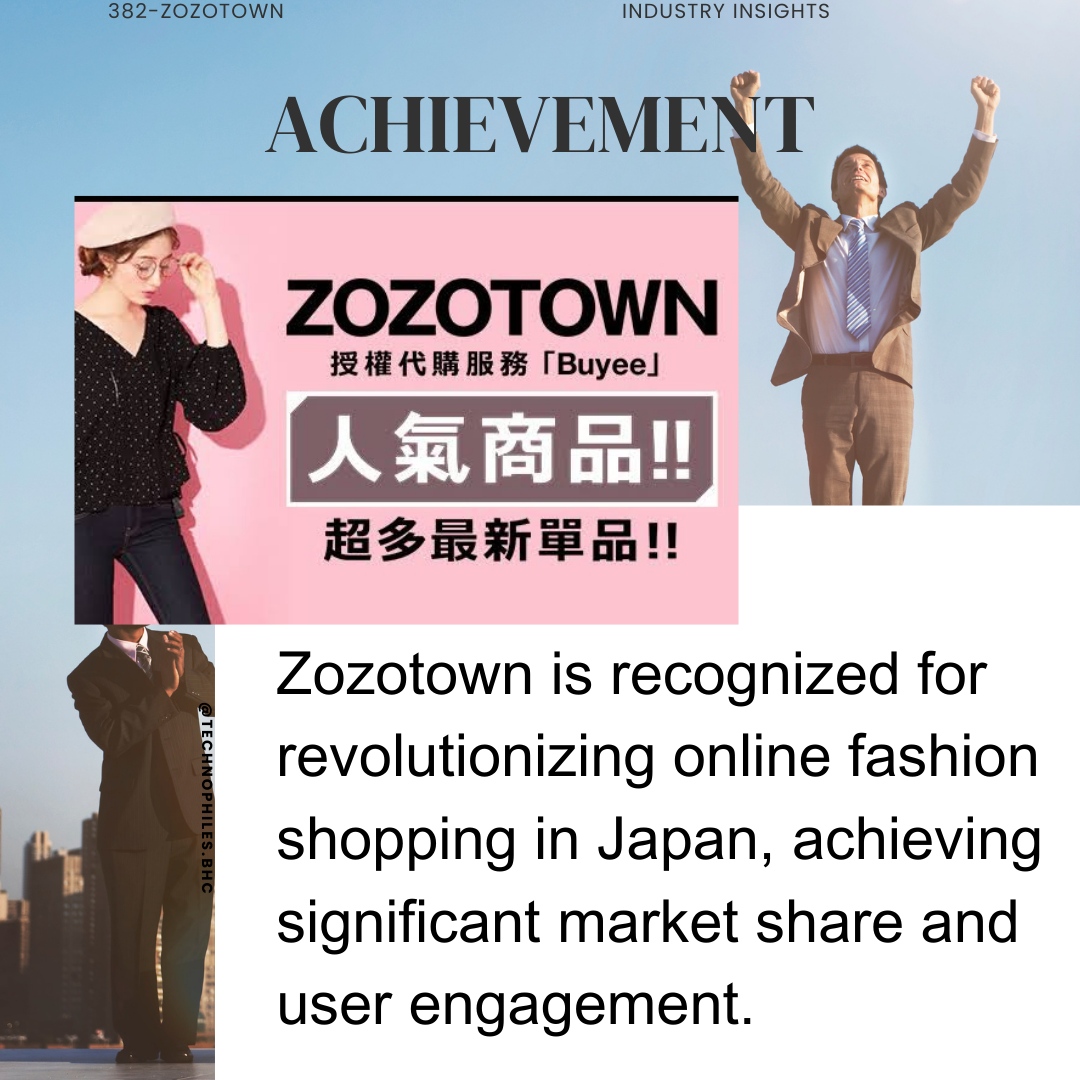 382-ZOZOTOWN
INDUSTRY INSIGHTS
ACHIEVEMENT
ZOZOTOWN
授權代購服務「Buyee」
人氣商品!!
超多最新單品!!
@TECHNOPHILES.BHC
Zozotown is recognized for
revolutionizing online fashion
shopping in Japan, achieving
significant market share and
user engagement.